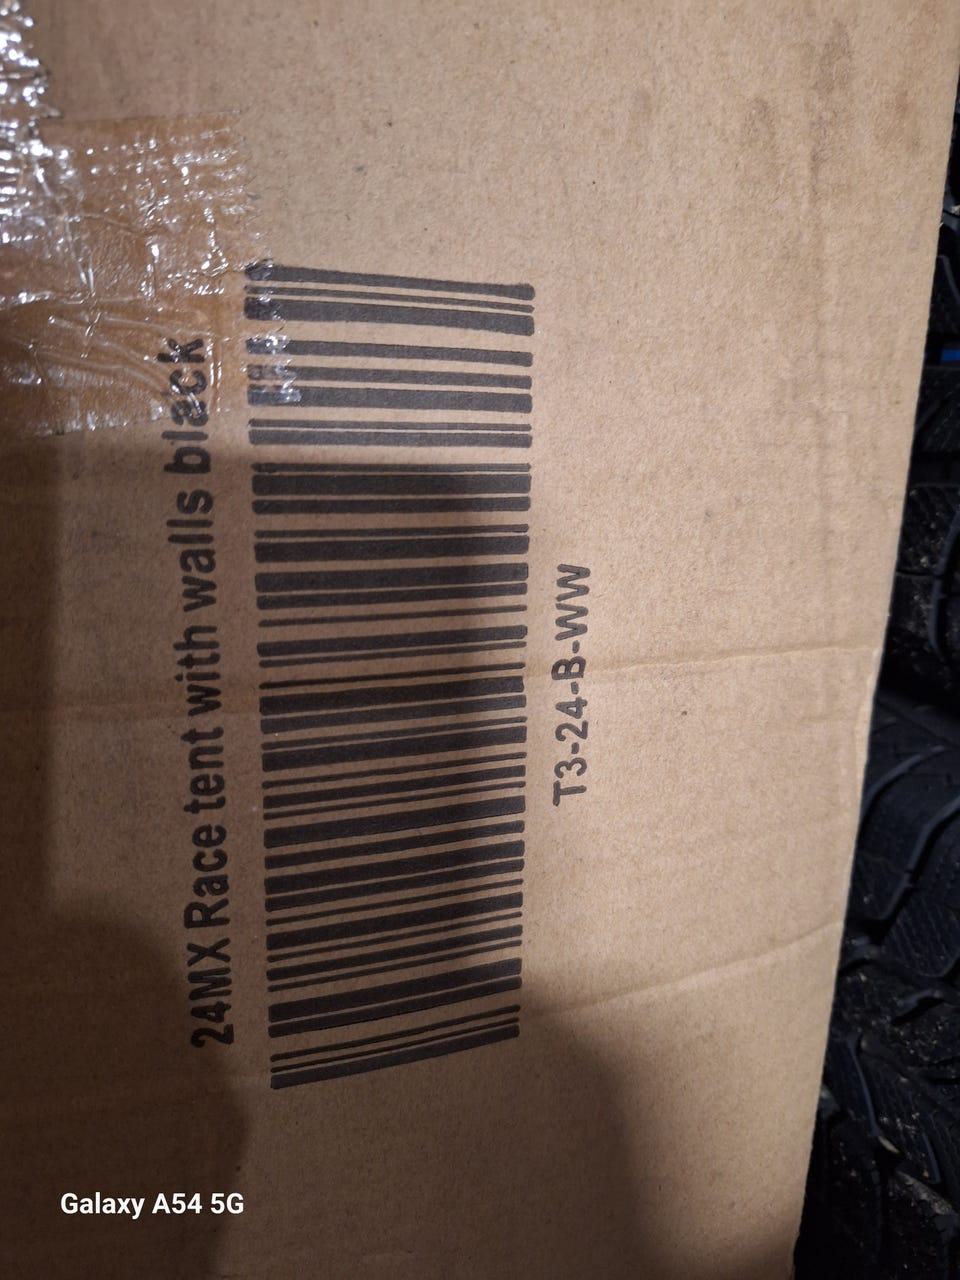 24MX Race tent with walls black
T3-24-B-WW
Galaxy A54 5G